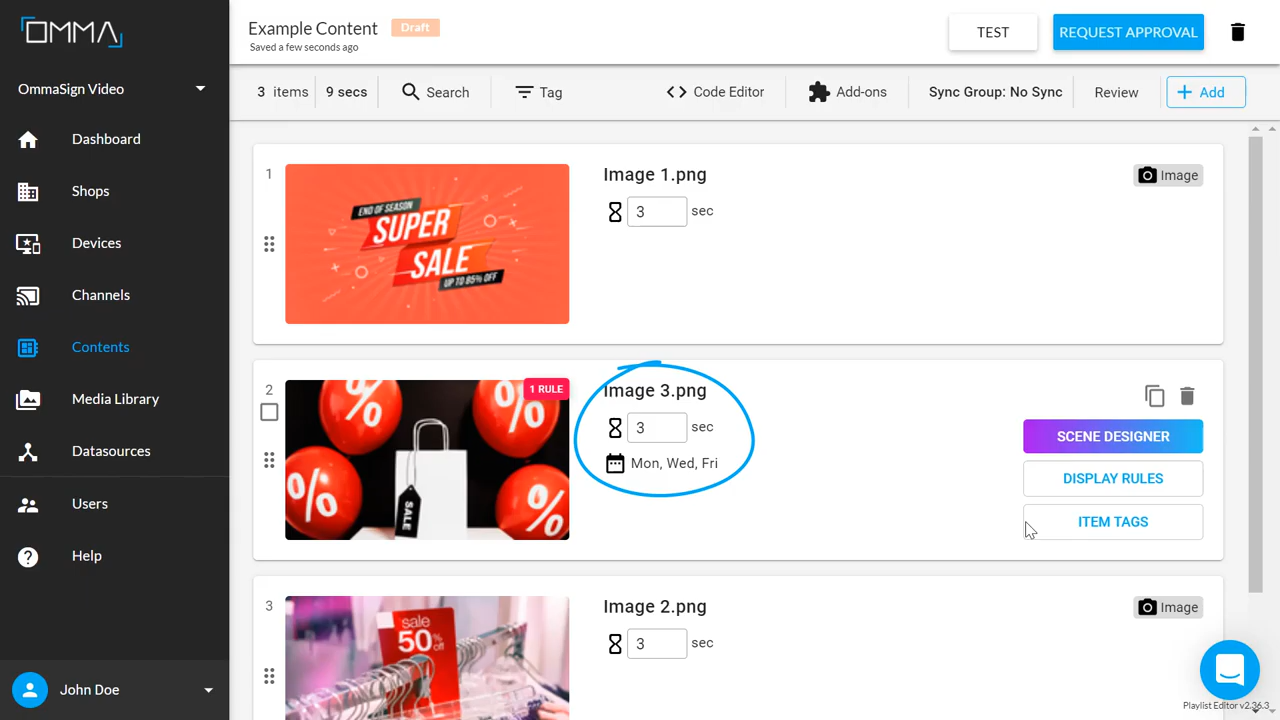 OMMA
OmmaSign Video
Dashboard
Shops
Devices
Channels
Contents
Media Library
Datasources
Users
Help
John Doe
Example Content Draft
Saved a few seconds ago
TEST
REQUEST APPROVAL
3 items 9 secs Search Tag Code Editor Add-ons Sync Group: No Sync Review + Add
1
END OF SEASON
SUPER
SALE
UP TO 85% OFF
Image 1.png
3 sec
Image
2
1 RULE
% % % %
SALE
Image 3.png
3 sec
Mon, Wed, Fri
SCENE DESIGNER
DISPLAY RULES
ITEM TAGS
3
sale
50%
off
Image 2.png
3 sec
Image
Playlist Editor v2.36.3